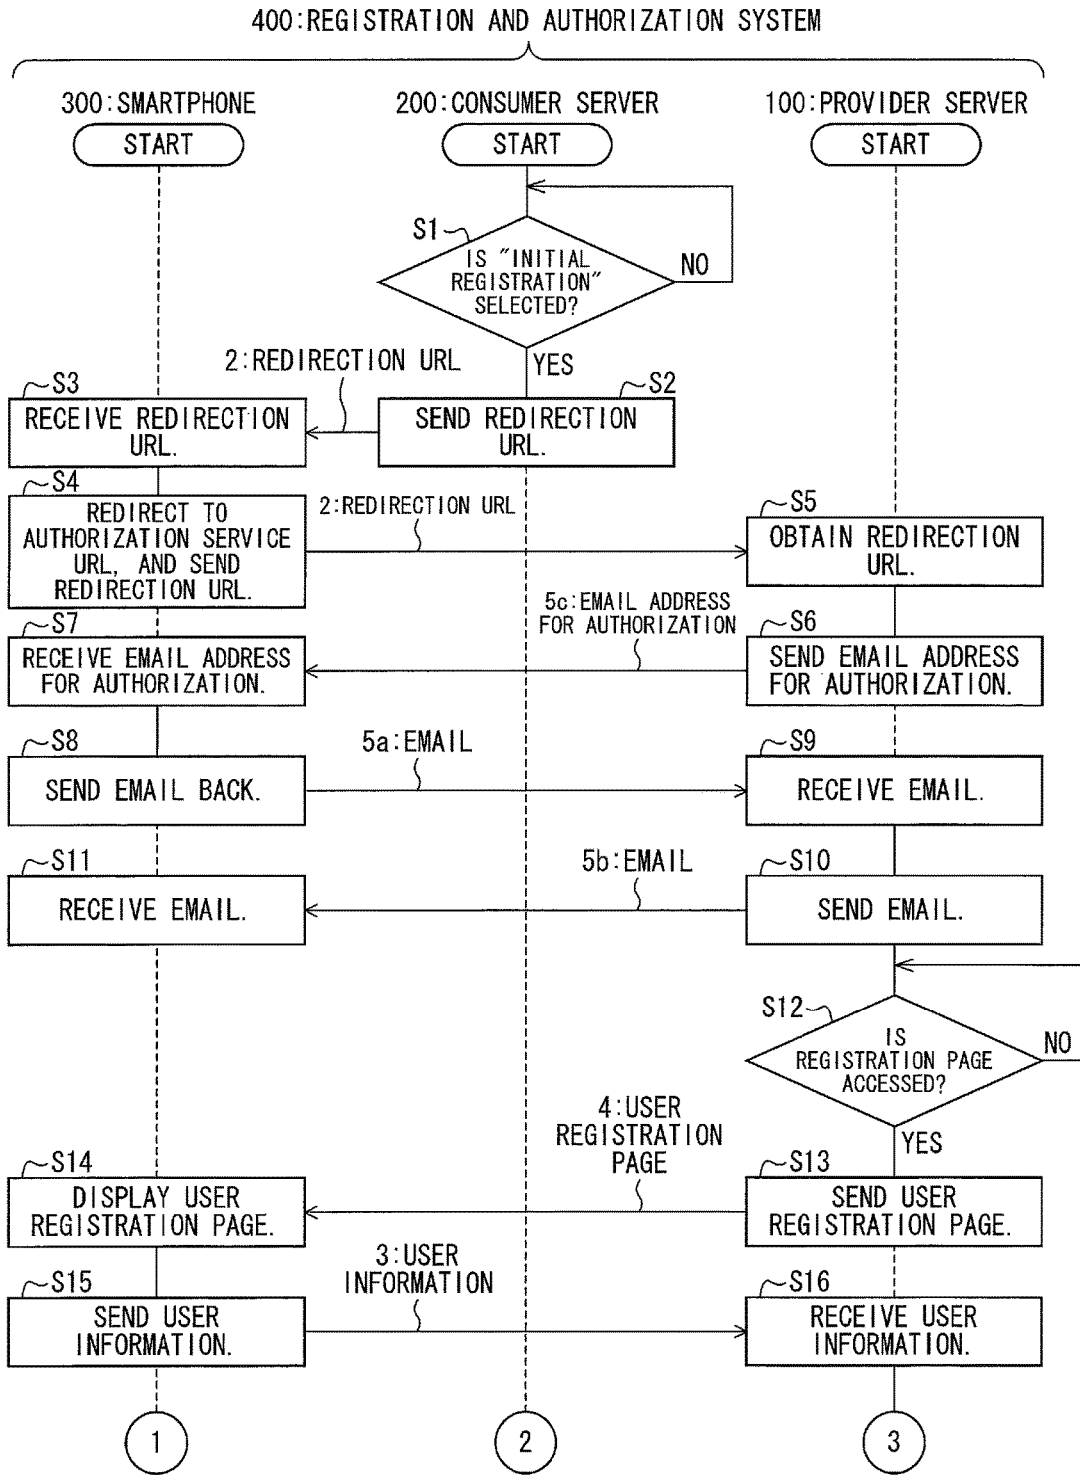 400:REGISTRATION AND AUTHORIZATION SYSTEM
300:SMARTPHONE
200:CONSUMER SERVER
100:PROVIDER SERVER
START
START
START
S1
IS "INITIAL
REGISTRATION"
SELECTED?
NO
YES
2:REDIRECTION URL
S3
RECEIVE REDIRECTION
URL.
S2
SEND REDIRECTION
URL.
S4
REDIRECT TO
AUTHORIZATION SERVICE
URL, AND SEND
REDIRECTION URL.
2:REDIRECTION URL
S5
OBTAIN REDIRECTION
URL.
5c:EMAIL ADDRESS
FOR AUTHORIZATION
S7
RECEIVE EMAIL ADDRESS
FOR AUTHORIZATION.
S6
SEND EMAIL ADDRESS
FOR AUTHORIZATION.
S8
SEND EMAIL BACK.
5a:EMAIL
S9
RECEIVE EMAIL.
S11
RECEIVE EMAIL.
5b:EMAIL
S10
SEND EMAIL.
S12
IS
REGISTRATION PAGE
ACCESSED?
NO
YES
4:USER
REGISTRATION
PAGE
S14
DISPLAY USER
REGISTRATION PAGE.
S13
SEND USER
REGISTRATION PAGE.
S15
SEND USER
INFORMATION.
3:USER
INFORMATION
S16
RECEIVE USER
INFORMATION.
1
2
3